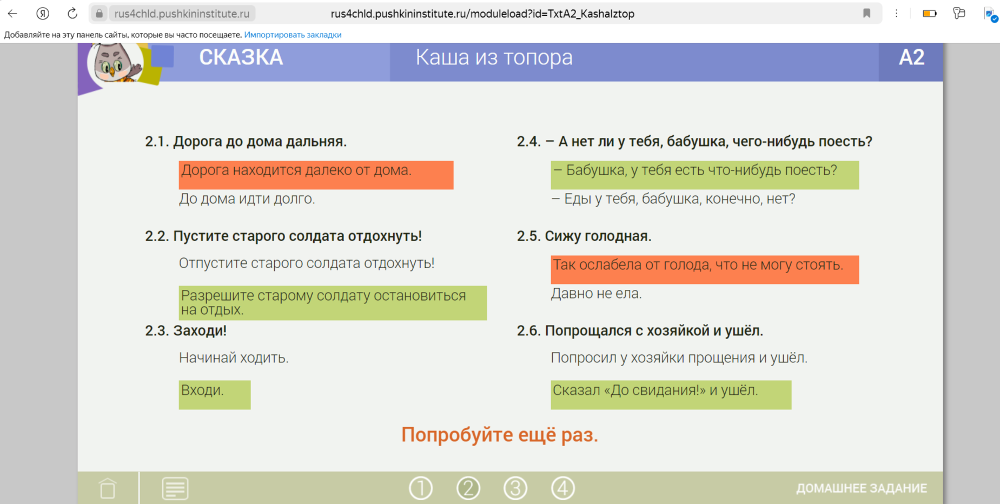 rus4chld.pushkininstitute.ru
rus4chld.pushkininstitute.ru/moduleload?id=TxtA2_KashaIztop
Добавляйте на эту панель сайты, которые вы часто посещаете. Импортировать закладки
СКАЗКА
Каша из топора
A2
2.1. Дорога до дома дальняя.
Дорога находится далеко от дома.
До дома идти долго.
2.2. Пустите старого солдата отдохнуть!
Отпустите старого солдата отдохнуть!
Разрешите старому солдату остановиться
на отдых.
2.3. Заходи!
Начинай ходить.
Входи.
2.4. – А нет ли у тебя, бабушка, чего-нибудь поесть?
– Бабушка, у тебя есть что-нибудь поесть?
– Еды у тебя, бабушка, конечно, нет?
2.5. Сижу голодная.
Так ослабела от голода, что не могу стоять.
Давно не ела.
2.6. Попрощался с хозяйкой и ушёл.
Попросил у хозяйки прощения и ушёл.
Сказал «До свидания!» и ушёл.
Попробуйте ещё раз.
1 2 3 4
ДОМАШНЕЕ ЗАДАНИЕ